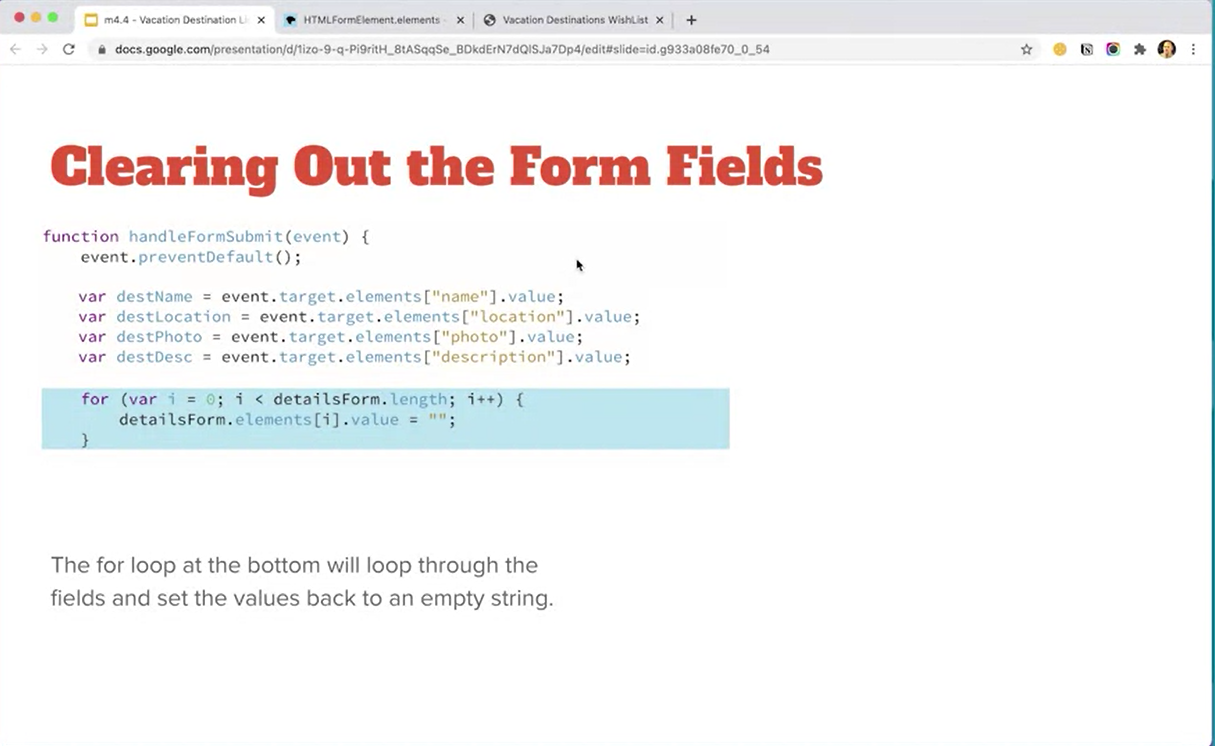 m4.4 - Vacation Destination Li
HTMLFormElement.elements
Vacation Destinations WishList
docs.google.com/presentation/d/1izo-9-q-Pi9ritH_8tASqqSe_BDkdErN7dQlSJa7Dp4/edit#slide=id.g933a08fe70_0_54
Clearing Out the Form Fields
function handleFormSubmit(event) {
event.preventDefault();
var destName = event.target.elements["name"].value;
var destLocation = event.target.elements["location"].value;
var destPhoto = event.target.elements["photo"].value;
var destDesc = event.target.elements["description"].value;
for (var i = 0; i < detailsForm.length; i++) {
detailsForm.elements[i].value = "";
}
The for loop at the bottom will loop through the
fields and set the values back to an empty string.